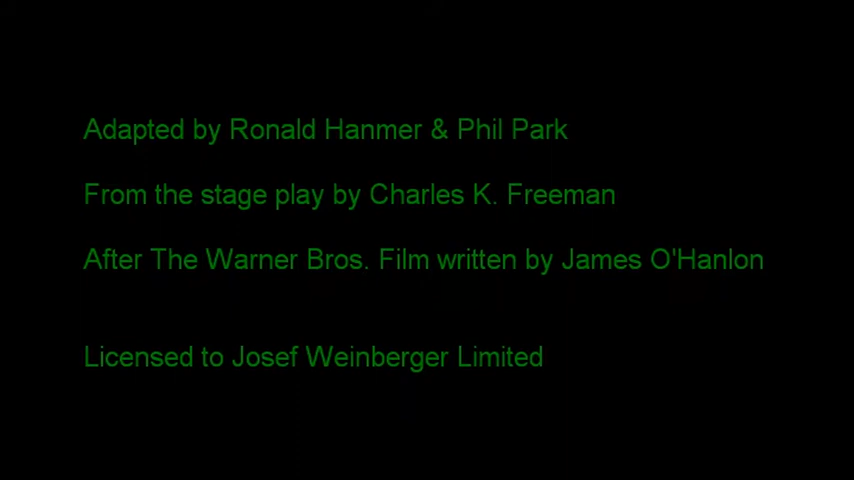 Adapted by Ronald Hanmer & Phil Park
From the stage play by Charles K. Freeman
After The Warner Bros. Film written by James O'Hanlon
Licensed to Josef Weinberger Limited